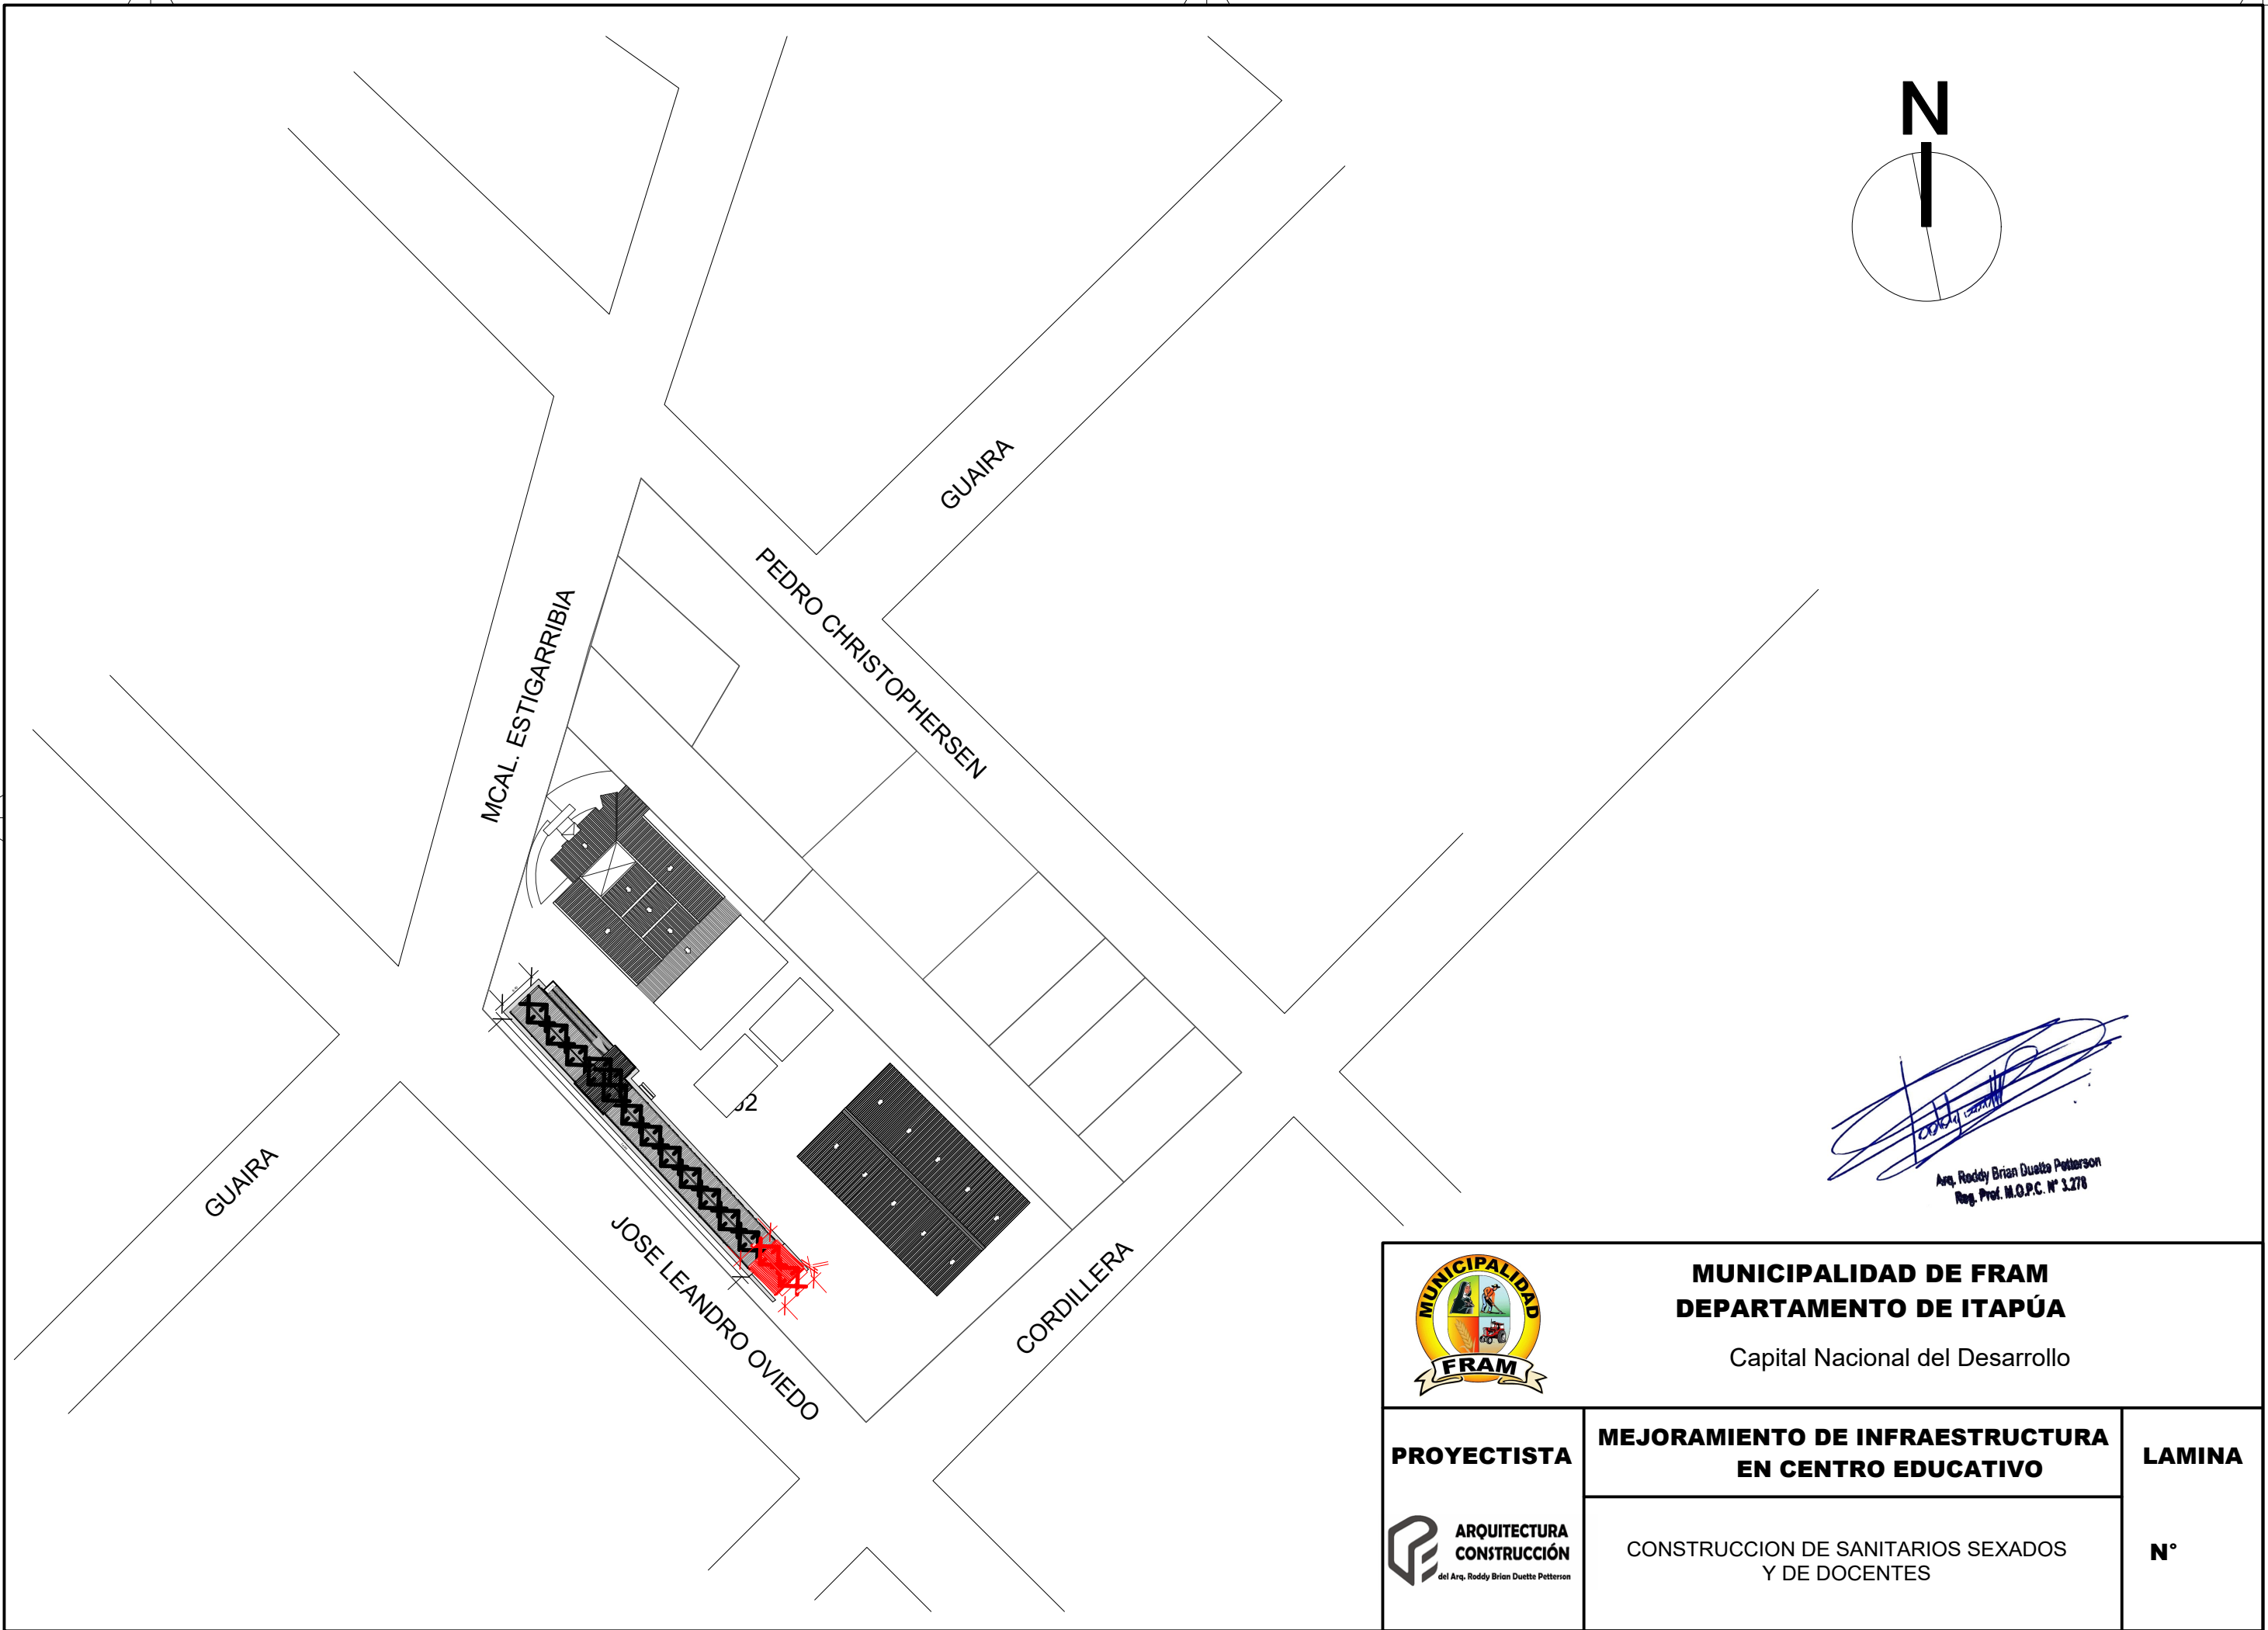 N
GUAIRA
PEDRO CHRISTOPHERSEN
MCAL. ESTIGARRIBIA
GUAIRA
JOSE LEANDRO OVIEDO
CORDILLERA
Arq. Roddy Brian Duette Petterson
Reg. Prof. M.O.P.C. N° 3.278
MUNICIPALIDAD
FRAM
MUNICIPALIDAD DE FRAM
DEPARTAMENTO DE ITAPÚA
Capital Nacional del Desarrollo
PROYECTISTA
ARQUITECTURA
CONSTRUCCIÓN
del Arq. Roddy Brian Duette Petterson
MEJORAMIENTO DE INFRAESTRUCTURA
EN CENTRO EDUCATIVO
CONSTRUCCION DE SANITARIOS SEXADOS
Y DE DOCENTES
LAMINA
N°